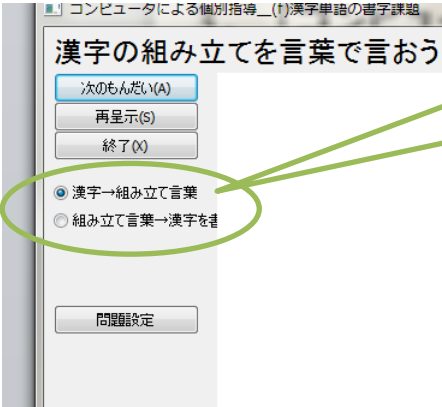 コンピュータによる個別指導__(f)漢字単語の書字課題
漢字の組み立てを言葉で言おう
次のもんだい(A)
再呈示(S)
終了(X)
漢字→組み立て言葉
組み立て言葉→漢字を書
問題設定